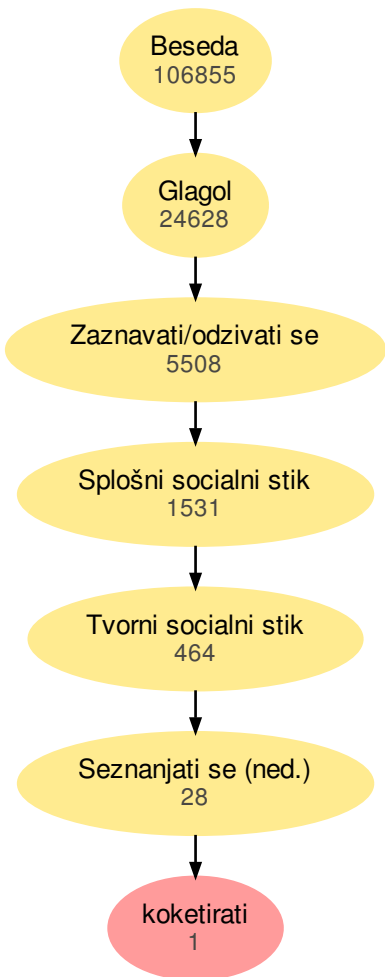 Beseda
106855
Glagol
24628
Zaznavati/odzivati se
5508
Splošni socialni stik
1531
Tvorni socialni stik
464
Seznanjati se (ned.)
28
koketirati
1